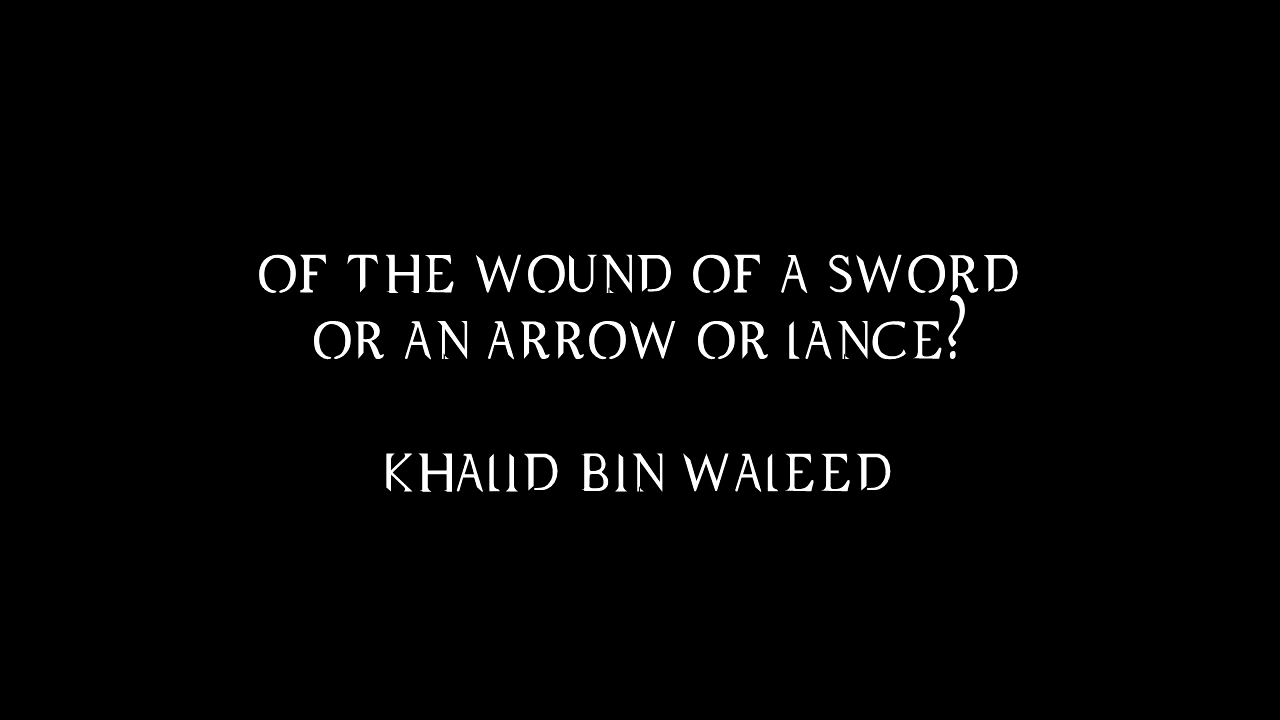 OF THE WOUND OF A SWORD
OR AN ARROW OR LANCE?
KHALID BIN WALEED